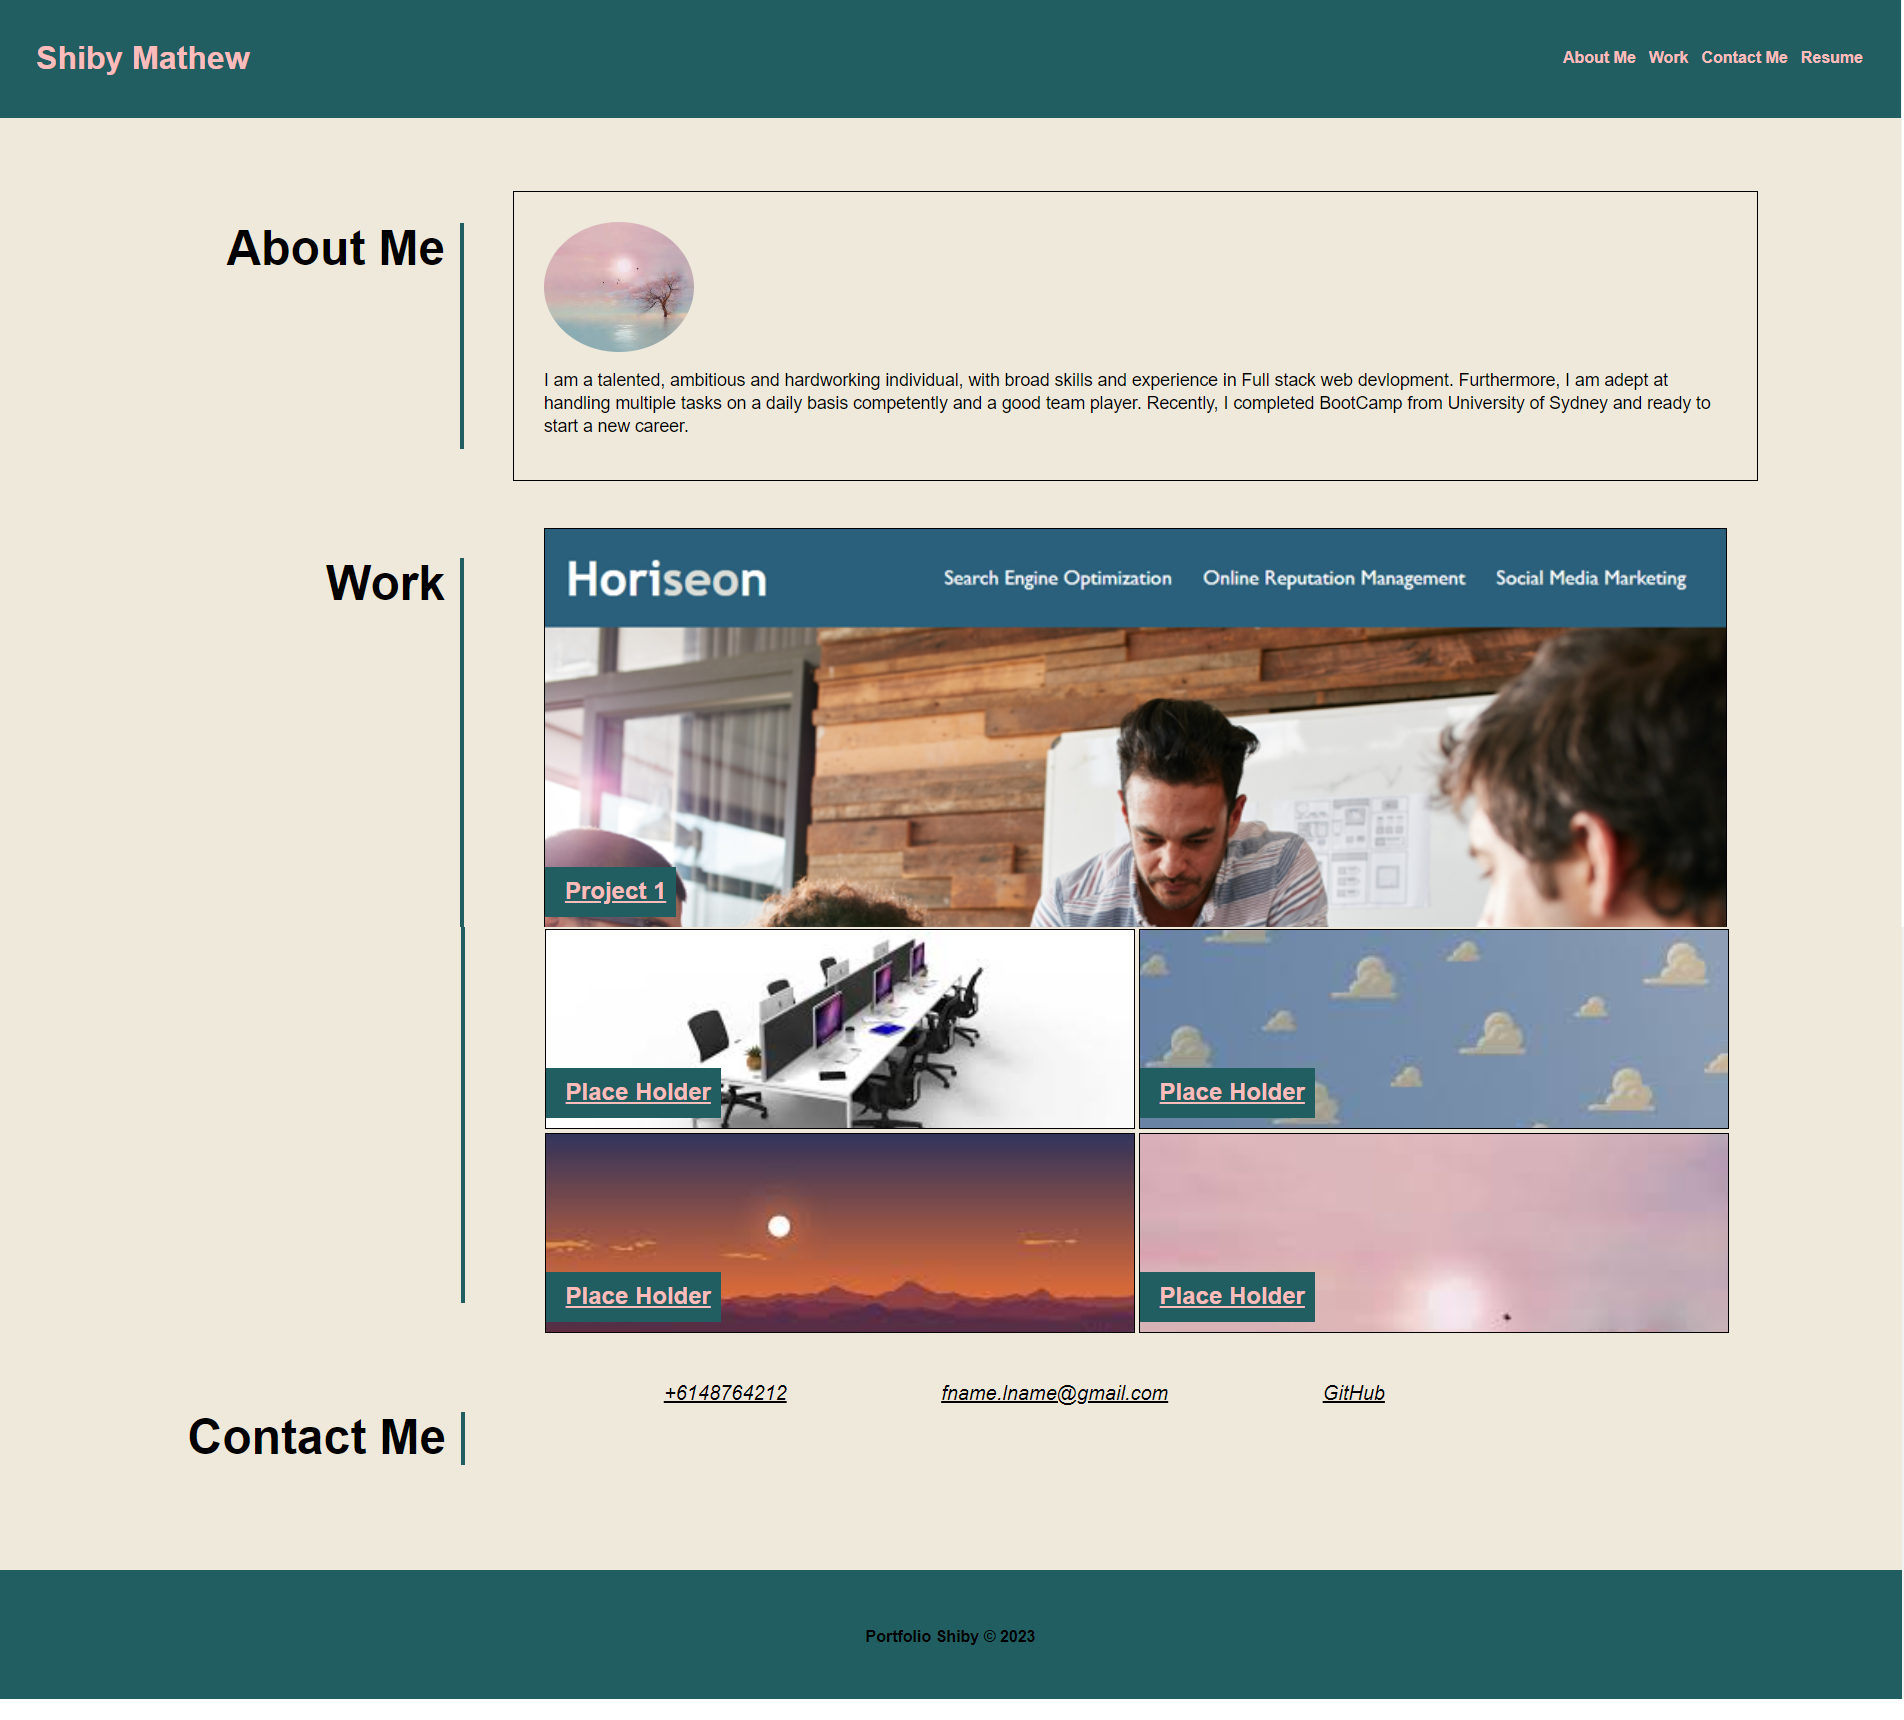 Shiby Mathew
About Me Work Contact Me Resume
About Me
I am a talented, ambitious and hardworking individual, with broad skills and experience in Full stack web devlopment. Furthermore, I am adept at
handling multiple tasks on a daily basis competently and a good team player. Recently, I completed BootCamp from University of Sydney and ready to
start a new career.
Work
Horiseon
Search Engine Optimization Online Reputation Management Social Media Marketing
Project 1
Place Holder
Place Holder
Place Holder
Place Holder
Contact Me
+6148764212 fname.lname@gmail.com GitHub
Portfolio Shiby © 2023